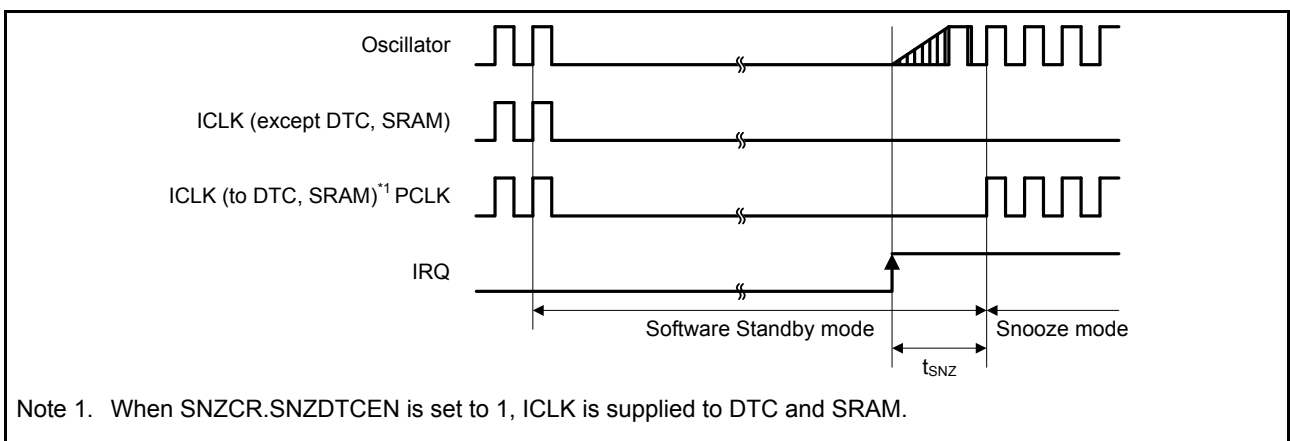 Oscillator
ICLK (except DTC, SRAM)
ICLK (to DTC, SRAM)*1 PCLK
IRQ
Software Standby mode
Snooze mode
tSNZ
Note 1. When SNZCR.SNZDTCEN is set to 1, ICLK is supplied to DTC and SRAM.